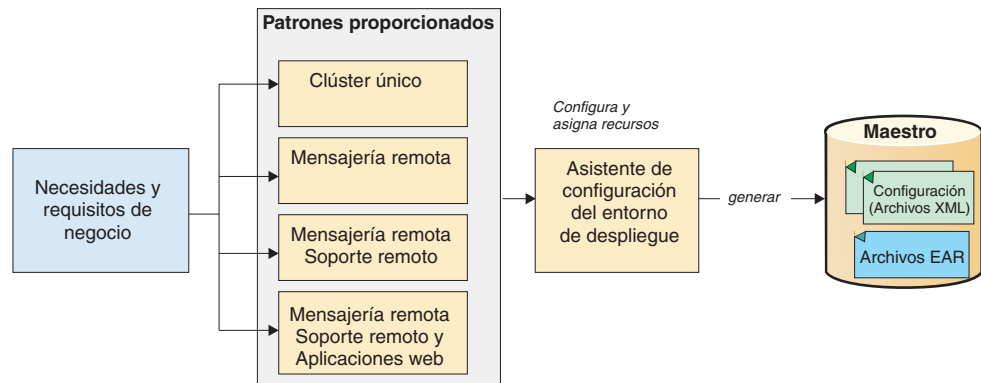 Patrones proporcionados
Necesidades y
requisitos de
negocio
Clúster único
Mensajería remota
Mensajería remota
Soporte remoto
Mensajería remota
Soporte remoto y
Aplicaciones web
Configura y
asigna recursos
Asistente de
configuración
del entorno
de despliegue
generar
Maestro
Configuración
(Archivos XML)
Archivos EAR